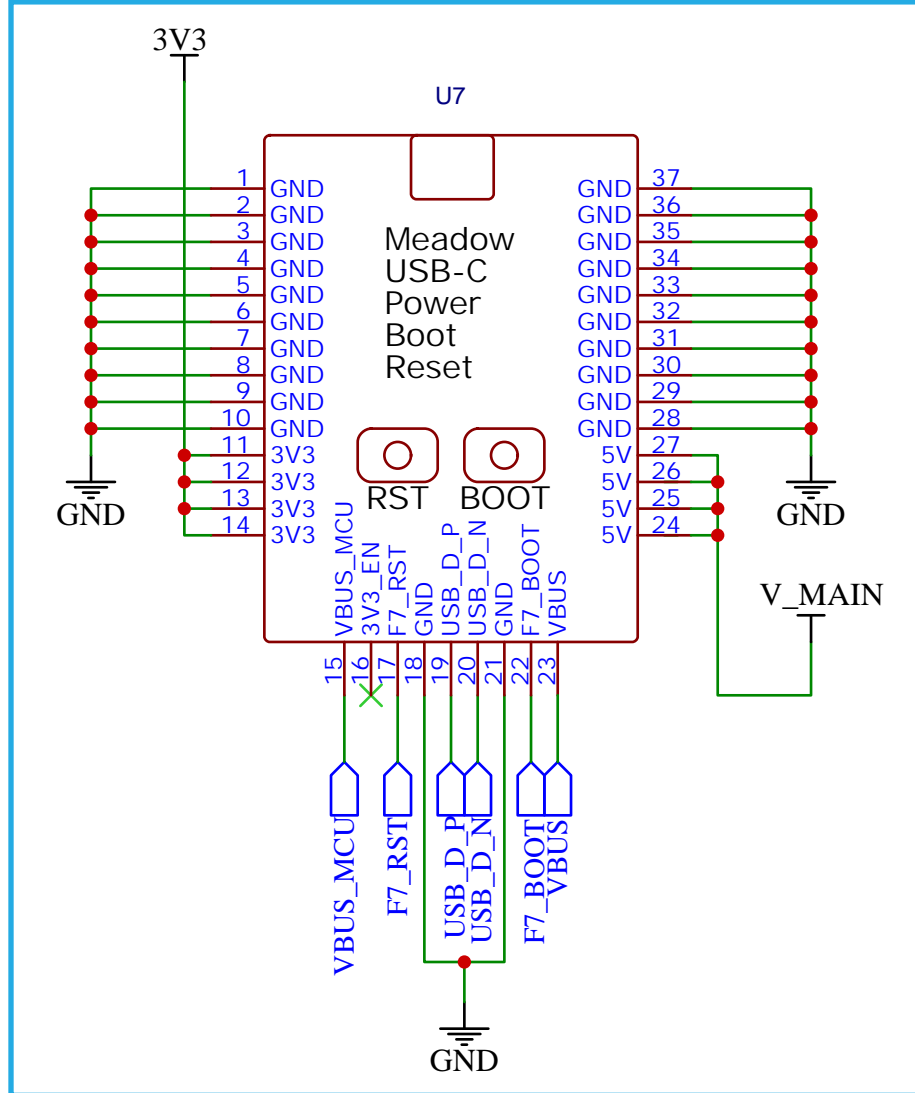 3V3
U7
1 GND GND 37
2 GND GND 36
3 GND GND 35
4 GND GND 34
5 GND GND 33
6 GND GND 32
7 GND GND 31
8 GND GND 30
9 GND GND 29
10 GND GND 28
11 3V3 5V 27
12 3V3 5V 26
13 3V3 5V 25
14 3V3 5V 24
Meadow
USB-C
Power
Boot
Reset
RST
BOOT
GND
GND
V_MAIN
VBUS_MCU
3V3_EN
F7_RST
GND
USB_D_P
USB_D_N
GND
F7_BOOT
VBUS
15
16
17
18
19
20
21
22
23
VBUS_MCU
F7_RST
USB_D_P
USB_D_N
F7_BOOT
VBUS
GND